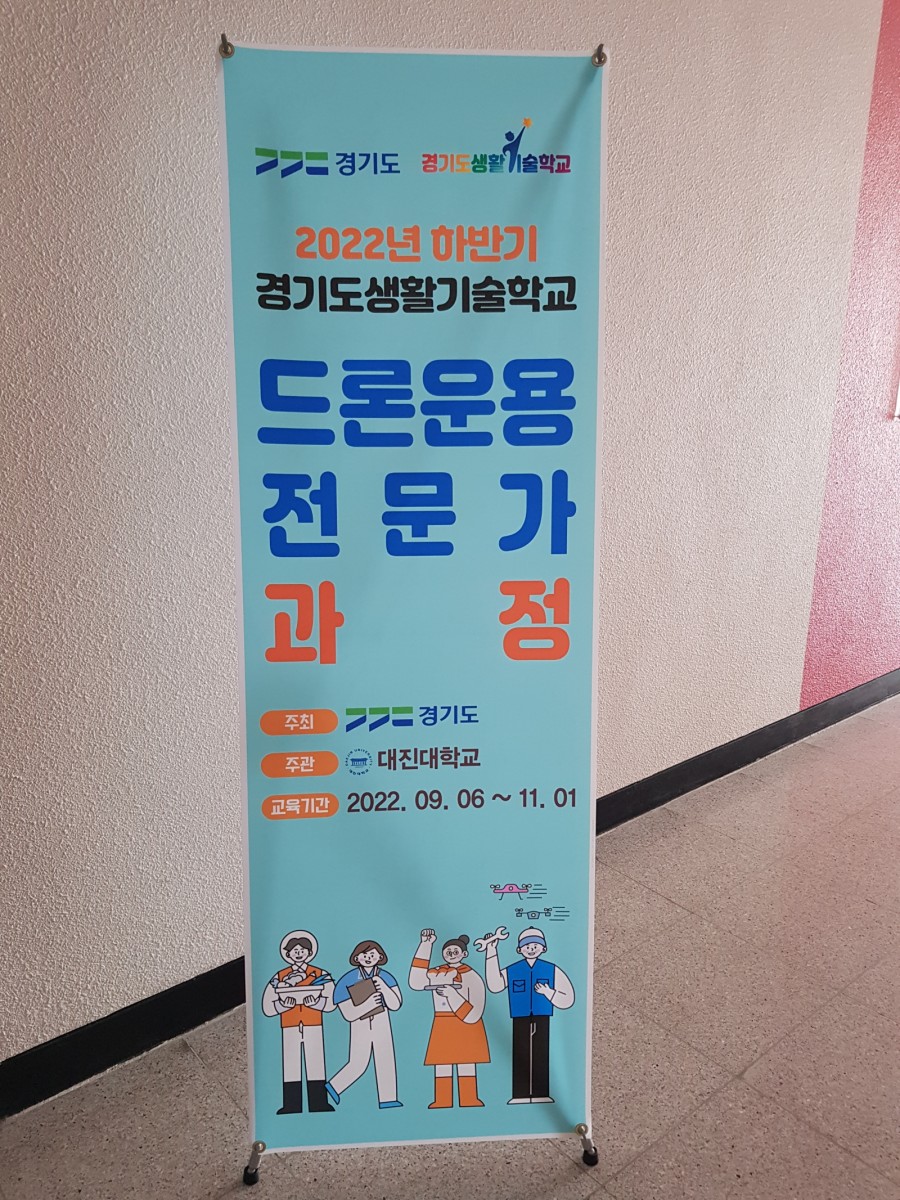 경기도 경기도생활기술학교
2022년 하반기
경기도생활기술학교
드론운용
전문가
과정
주최 경기도
주관 대진대학교
교육기간 2022. 09. 06 ~ 11. 01